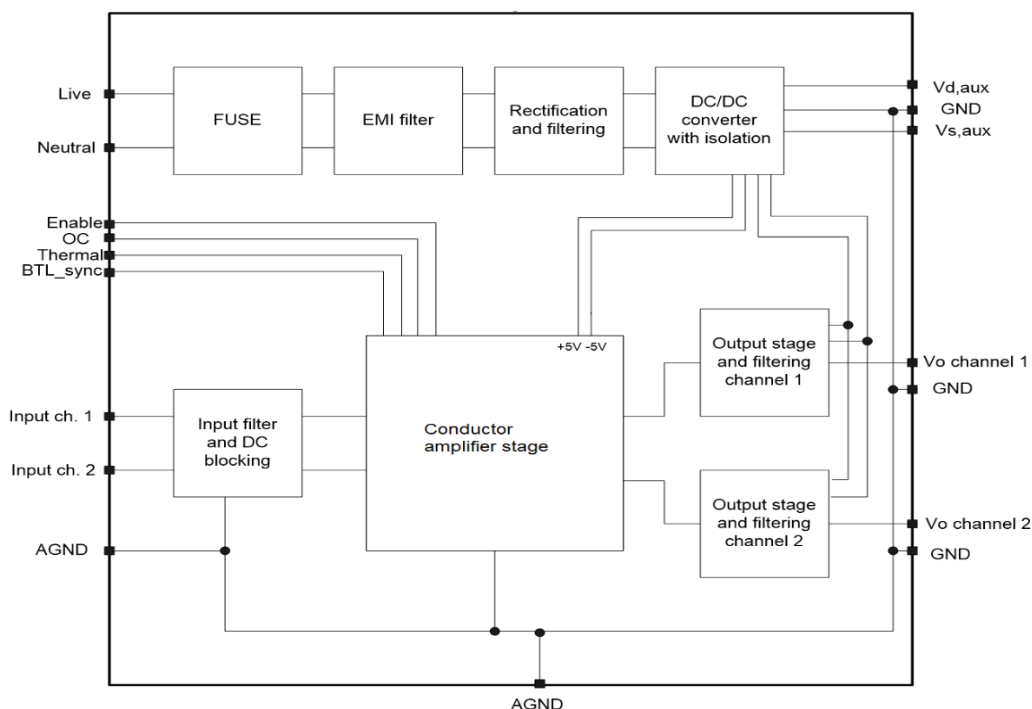 Live
Neutral
FUSE
EMI filter
Rectification
and filtering
DC/DC
converter
with isolation
Vd,aux
GND
Vs,aux
Enable
OC
Thermal
BTL_sync
+5V -5V
Output stage
and filtering
channel 1
Vo channel 1
GND
Input ch. 1
Input ch. 2
Input filter
and DC
blocking
Conductor
amplifier stage
Output stage
and filtering
channel 2
Vo channel 2
GND
AGND
AGND